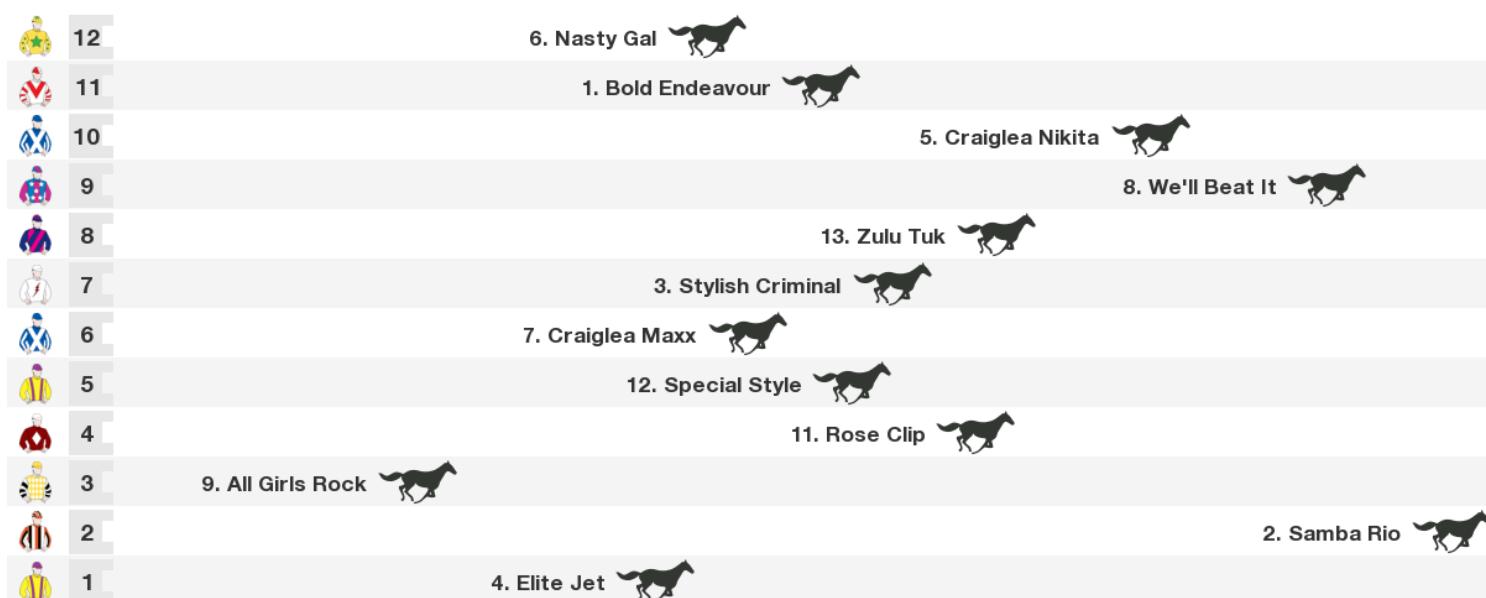 12 6. Nasty Gal
11 1. Bold Endeavour
10 5. Craiglea Nikita
9 8. We'll Beat It
8 13. Zulu Tuk
7 3. Stylish Criminal
6 7. Craiglea Maxx
5 12. Special Style
4 11. Rose Clip
3 9. All Girls Rock
2 2. Samba Rio
1 4. Elite Jet